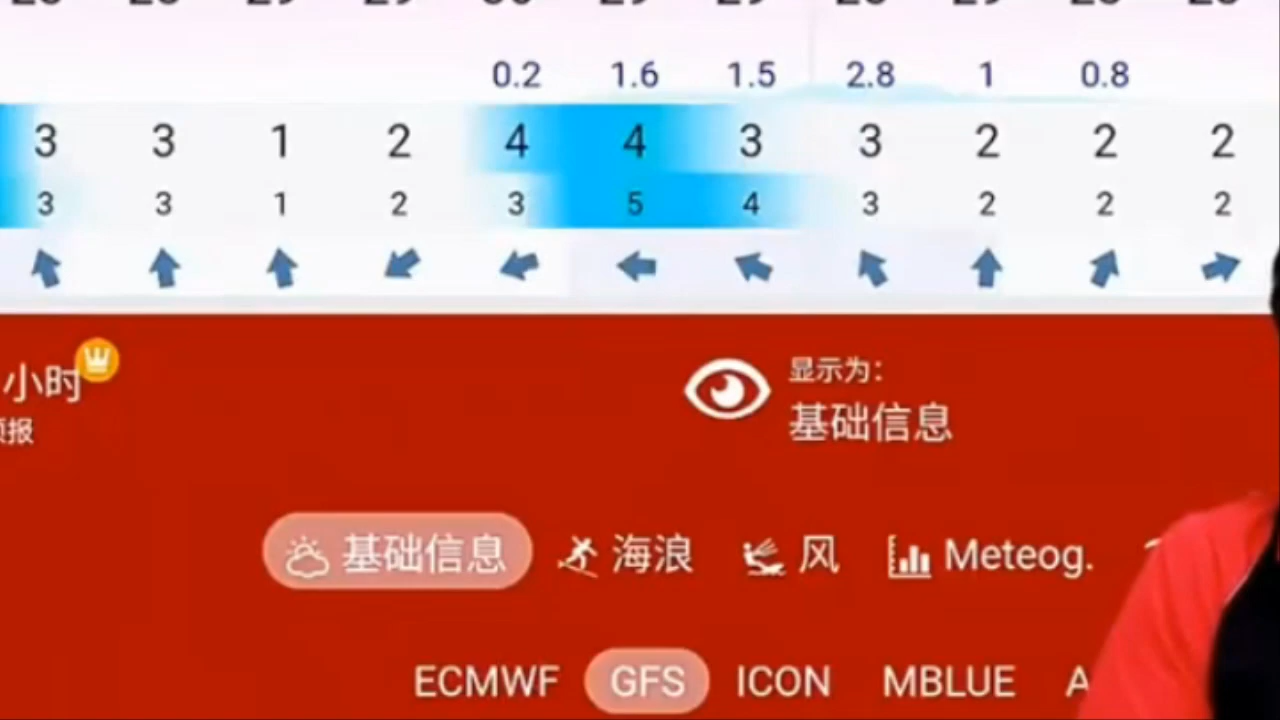 0.2 1.6 1.5 2.8 1 0.8
3 3 1 2 4 4 3 3 2 2 2
3 3 1 2 3 5 4 3 2 2 2
小时
显示为：
报
基础信息
基础信息 海浪 风 Meteog.
ECMWF GFS ICON MBLUE A